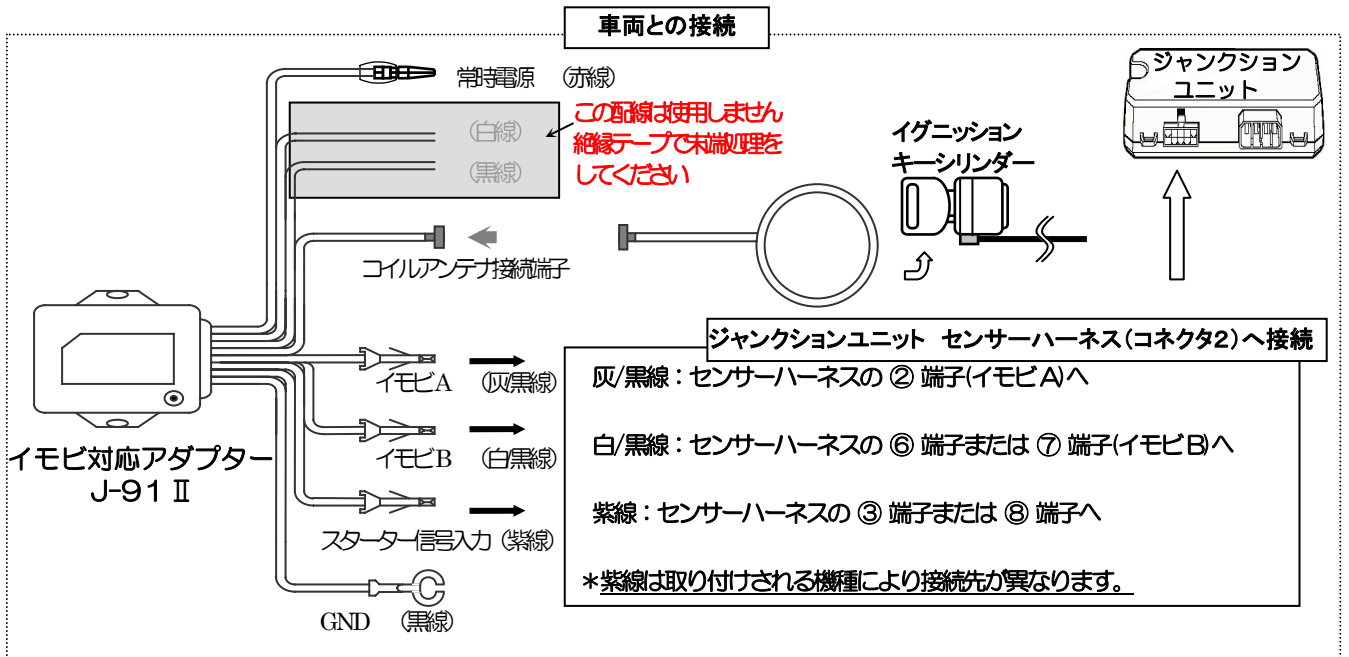 車両との接続
常時電源 (赤線)
(白線)
(黒線)
この配線は使用しません
絶縁テープで末端処理を
してください
ジャンクション
ユニット
イグニッション
キーシリンダー
コイルアンテナ接続端子
イモビ対応アダプター
J-91Ⅱ
イモビA (灰黒線)
イモビB (白黒線)
スターター信号入力 (紫線)
GND (黒線)
ジャンクションユニット センサーハーネス(コネクタ2)へ接続
灰/黒線:センサーハーネスの ② 端子(イモビA)へ
白/黒線:センサーハーネスの ⑥ 端子または ⑦ 端子(イモビB)へ
紫線:センサーハーネスの ③ 端子または ⑧ 端子へ
*紫線は取り付けされる機種により接続先が異なります。